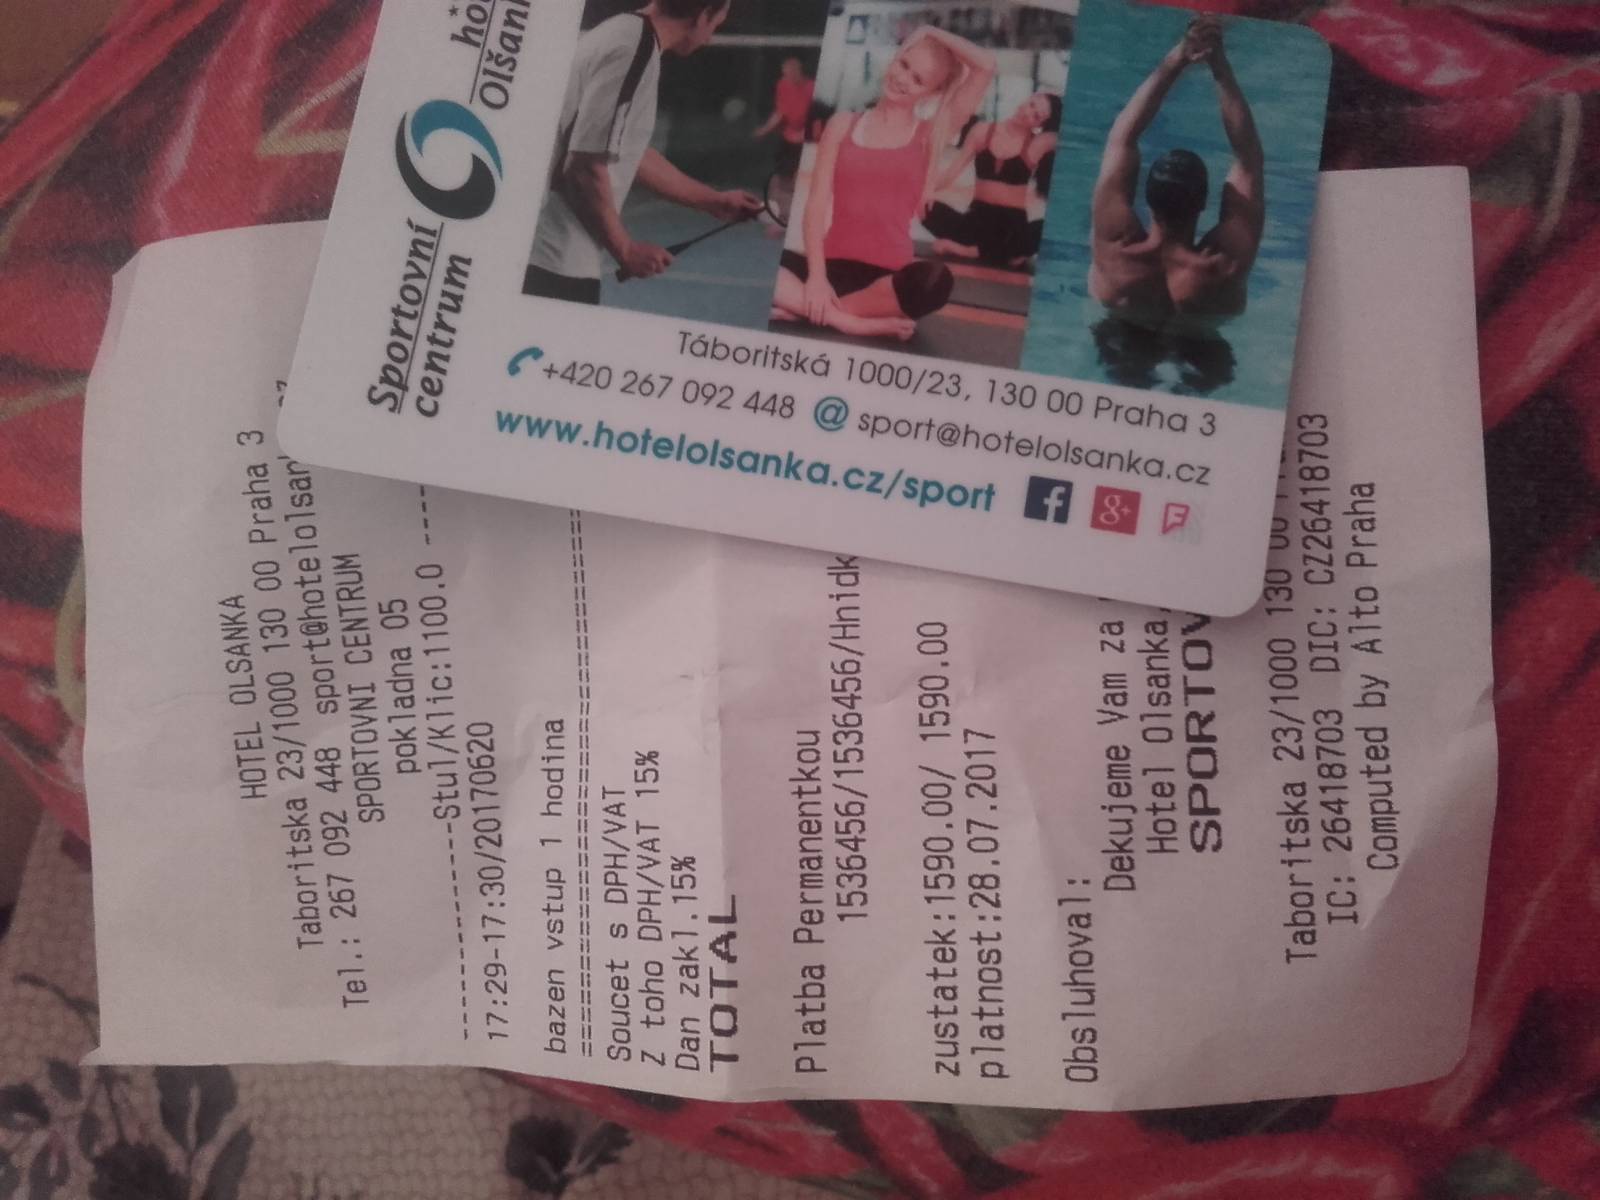 Sportovní
centrum
Olšan
Táboritská 1000/23, 130 00 Praha 3
+420 267 092 448 @ sport@hotelolsanka.cz
www.hotelolsanka.cz/sport
f
g+
HOTEL OLSANKA
Taboritska 23/1000 130 00 Praha 3
Tel.: 267 092 448 sport@hotelolsan
SPORTOVNI CENTRUM
pokladna 05
Stul/Klic:1100.0
17:29-17:30/20170620
bazen vstup 1 hodina
Soucet s DPH/VAT
Z toho DPH/VAT 15%
Dan zakl.15%
TOTAL
Platba Permanentkou
1536456/1536456/Hnidk
zustatek:1590.00/ 1590.00
platnost:28.07.2017
Obsluhoval:
Dekujeme Vam za
Hotel Olsanka,
SPORTOV
Taboritska 23/1000 130 00
IC: 26418703 DIC: CZ26418703
Computed by Alto Praha